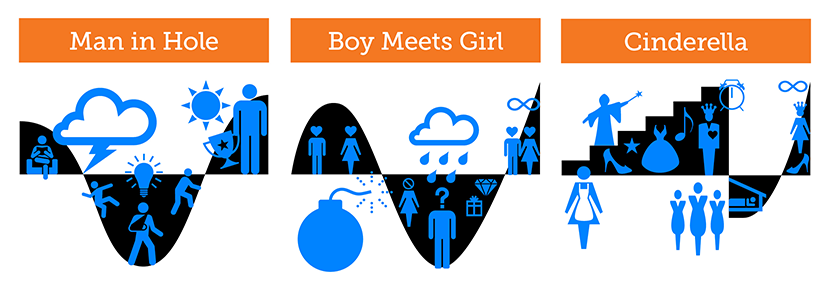 Man in Hole
Boy Meets Girl
Cinderella
?